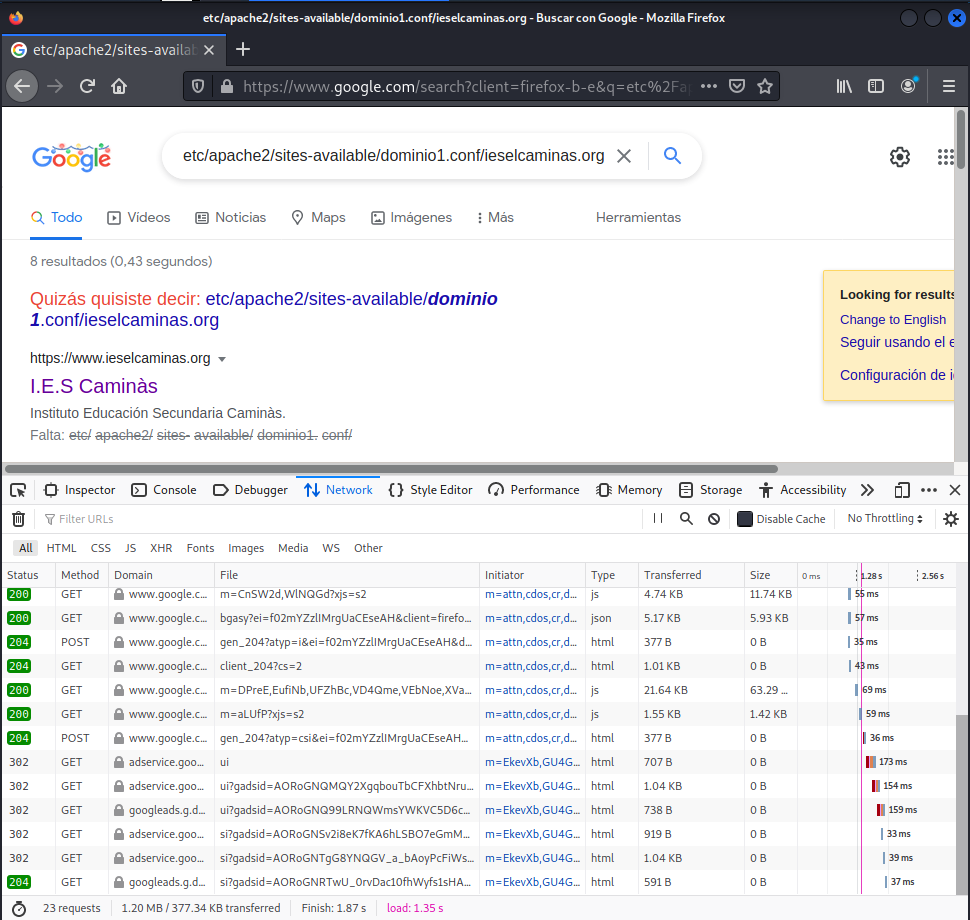 etc/apache2/sites-available/dominio1.conf/ieselcaminas.org - Buscar con Google - Mozilla Firefox
etc/apache2/sites-availab
https://www.google.com/search?client=firefox-b-e&q=etc%2Fap
Google
etc/apache2/sites-available/dominio1.conf/ieselcaminas.org
Todo Vídeos Noticias Maps Imágenes Más Herramientas
8 resultados (0,43 segundos)
Quizás quisiste decir: etc/apache2/sites-available/dominio
1.conf/ieselcaminas.org
Looking for results
Change to English
Seguir usando el e
Configuración de i
https://www.ieselcaminas.org
I.E.S Caminàs
Instituto Educación Secundaria Caminàs.
Falta: etc/ apache2/ sites- available/ dominio1. conf/
Inspector Console Debugger Network Style Editor Performance Memory Storage Accessibility
Filter URLs Disable Cache No Throttling
All HTML CSS JS XHR Fonts Images Media WS Other
Status Method Domain File Initiator Type Transferred Size 0 ms 1.28 s 2.56 s
200 GET www.google.c... m=CnSW2d,WlNQGd?xjs=s2 m=attn,cdos,cr,d... js 4.74 KB 11.74 KB 55 ms
200 GET www.google.c... bgasy?ei=f02mYZzlIMrgUaCEseAH&client=firefo... m=attn,cdos,cr,d... json 5.17 KB 5.93 KB 57 ms
204 POST www.google.c... gen_204?atyp=i&ei=f02mYZzlIMrgUaCEseAH&d... m=attn,cdos,cr,d... html 377 B 0 B 35 ms
204 GET www.google.c... client_204?cs=2 m=attn,cdos,cr,d... html 1.01 KB 0 B 43 ms
200 GET www.google.c... m=DPreE,EufiNb,UFZhBc,VD4Qme,VEbNoe,XVa... m=attn,cdos,cr,d... js 21.64 KB 63.29 ... 69 ms
200 GET www.google.c... m=aLUfP?xjs=s2 m=attn,cdos,cr,d... js 1.55 KB 1.42 KB 59 ms
204 POST www.google.c... gen_204?atyp=csi&ei=f02mYZzlIMrgUaCEseAH... m=attn,cdos,cr,d... html 377 B 0 B 36 ms
302 GET adservice.goo... ui m=EkevXb,GU4G... html 707 B 0 B 173 ms
302 GET adservice.goo... ui?gadsid=AORoGNQMQY2XgqbouTbCFXhbtNru... m=EkevXb,GU4G... html 1.04 KB 0 B 154 ms
302 GET googleads.g.d... ui?gadsid=AORoGNQ99LRNQWmsYWKVC5D6c... m=EkevXb,GU4G... html 738 B 0 B 159 ms
302 GET adservice.goo... si?gadsid=AORoGNSv2i8eK7fKA6hLSBO7eGmM... m=EkevXb,GU4G... html 919 B 0 B 33 ms
302 GET adservice.goo... si?gadsid=AORoGNTgG8YNQGV_a_bAoyPcFiWs... m=EkevXb,GU4G... html 1.04 KB 0 B 39 ms
204 GET googleads.g.d... si?gadsid=AORoGNRTwU_0rvDac10fhWyfs1sHA... m=EkevXb,GU4G... html 591 B 0 B 37 ms
23 requests 1.20 MB / 377.34 KB transferred Finish: 1.87 s load: 1.35 s